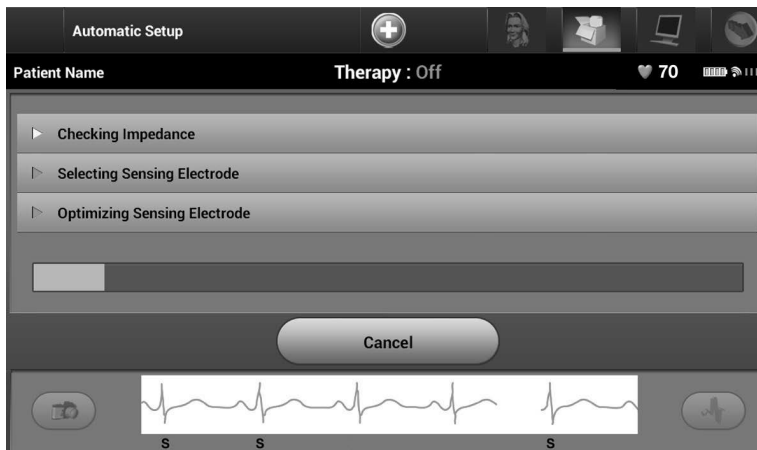 Automatic Setup
Patient Name Therapy : Off 70
Checking Impedance
Selecting Sensing Electrode
Optimizing Sensing Electrode
Cancel
S S S